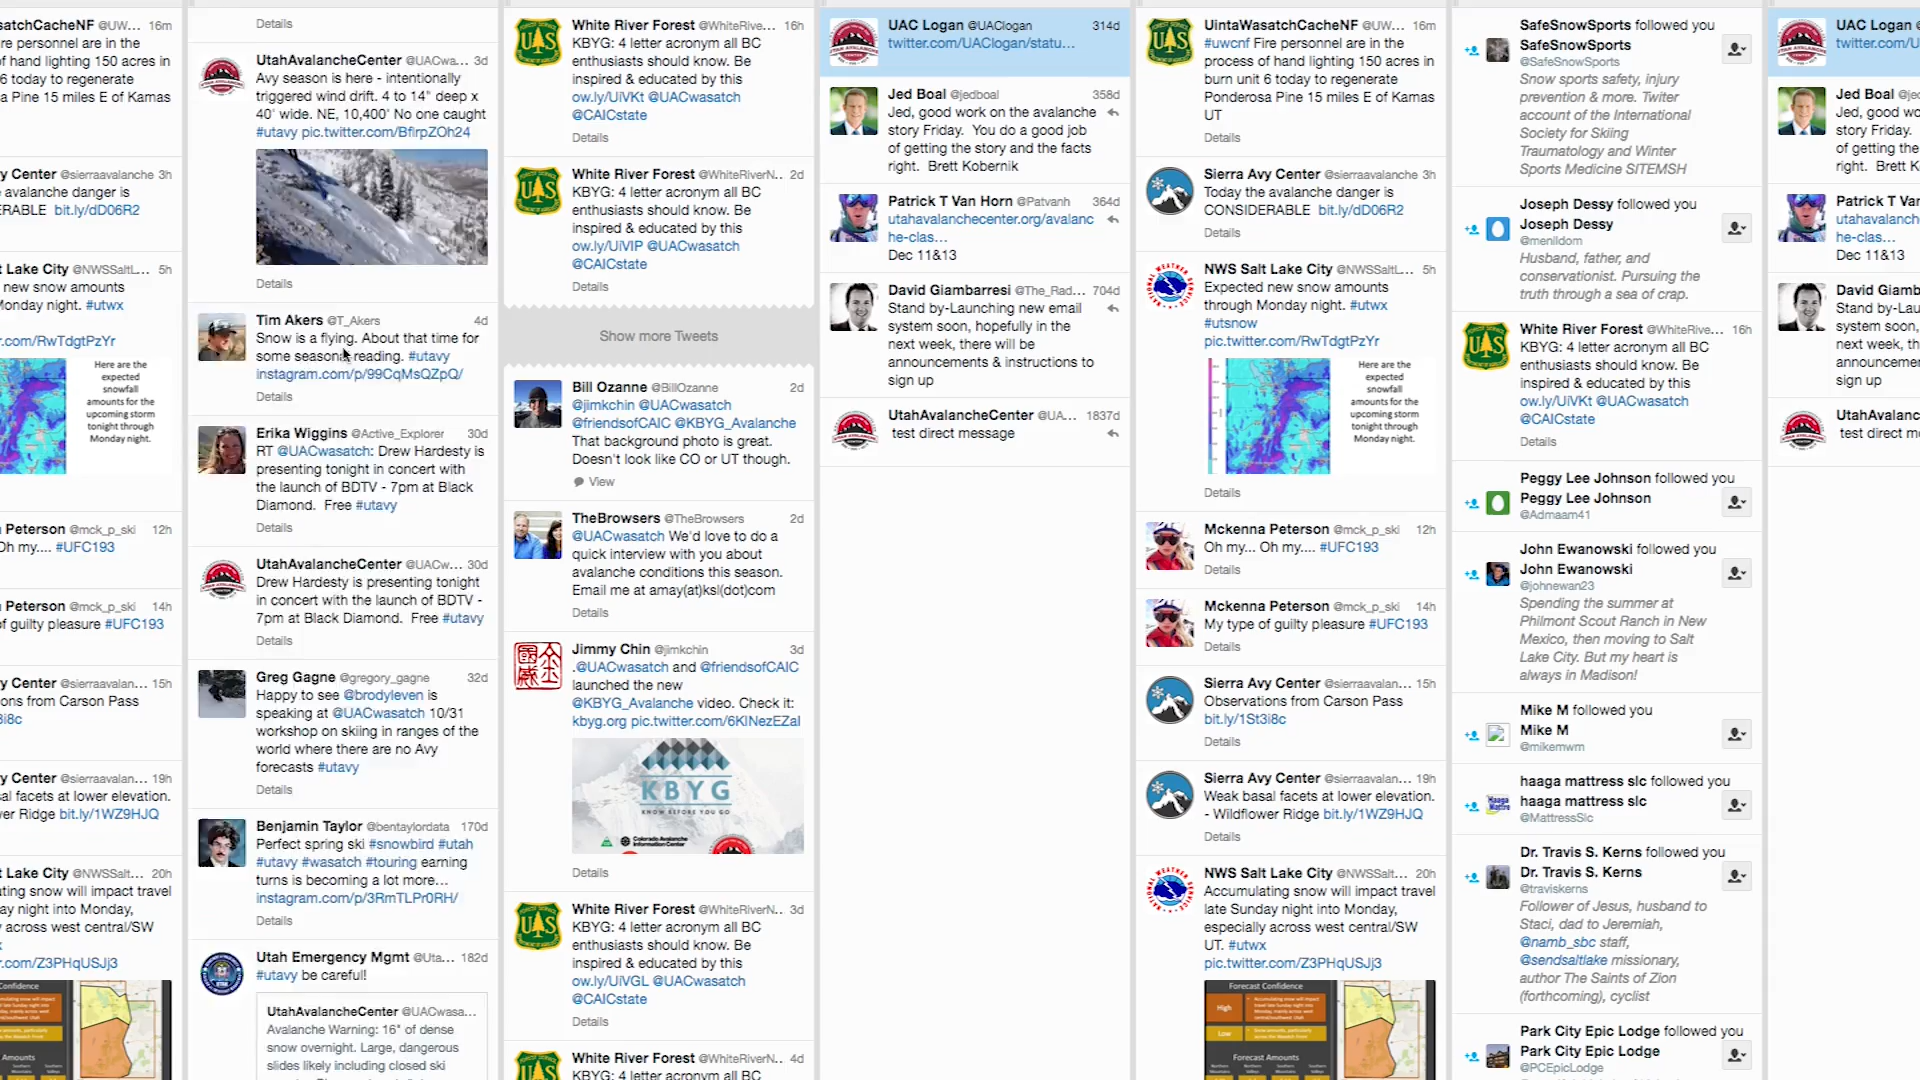 satchCacheNF @UW... 16m
re personnel are in the
of hand lighting 150 acres in
6 today to regenerate
a Pine 15 miles E of Kamas
y Center @sierraavalanche 3h
e avalanche danger is
ERABLE bit.ly/dD06R2
t Lake City @NWSSaltL... 5h
new snow amounts
onday night. #utwx
r.com/RwTdgtPzYr
Here are the
expected
snowfall
amounts for the
upcoming storm
tonight through
Monday night.
Peterson @mck_p_ski 12h
Oh my.... #UFC193
Peterson @mck_p_ski 14h
of guilty pleasure #UFC193
y Center @sierraavalan... 15h
ons from Carson Pass
3i8c
y Center @sierraavalan... 19h
al facets at lower elevation.
er Ridge bit.ly/1WZ9HJQ
t Lake City @NWSSalt... 20h
ating snow will impact travel
ay night into Monday,
y across west central/SW
r.com/Z3PHqUSJj3
Details
UtahAvalancheCenter @UACwa... 3d
Avy season is here - intentionally
triggered wind drift. 4 to 14" deep x
40' wide. NE, 10,400' No one caught
#utavy pic.twitter.com/BfirpZOh24
Details
Tim Akers @T_Akers 4d
Snow is a flying. About that time for
some seasonal reading. #utavy
instagram.com/p/99CqMsQZpQ/
Details
Erika Wiggins @Active_Explorer 30d
RT @UACwasatch: Drew Hardesty is
presenting tonight in concert with
the launch of BDTV - 7pm at Black
Diamond. Free #utavy
Details
UtahAvalancheCenter @UACw... 30d
Drew Hardesty is presenting tonight
in concert with the launch of BDTV -
7pm at Black Diamond. Free #utavy
Details
Greg Gagne @gregory_gagne 32d
Happy to see @brodyleven is
speaking at @UACwasatch 10/31
workshop on skiing in ranges of the
world where there are no Avy
forecasts #utavy
Details
Benjamin Taylor @bentaylordata 170d
Perfect spring ski #snowbird #utah
#utavy #wasatch #touring earning
turns is becoming a lot more...
instagram.com/p/3RmTLPr0RH/
Details
Utah Emergency Mgmt @Uta... 182d
#utavy be careful!
UtahAvalancheCenter @UACwasa...
Avalanche Warning: 16" of dense
snow overnight. Large, dangerous
slides likely including closed ski
White River Forest @WhiteRive... 16h
KBYG: 4 letter acronym all BC
enthusiasts should know. Be
inspired & educated by this
ow.ly/UiVKt @UACwasatch
@CAICstate
Details
White River Forest @WhiteRiverN.. 2d
KBYG: 4 letter acronym all BC
enthusiasts should know. Be
inspired & educated by this
ow.ly/UiVIP @UACwasatch
@CAICstate
Details
Show more Tweets
Bill Ozanne @BillOzanne 2d
@jimkchin @UACwasatch
@friendsofCAIC @KBYG_Avalanche
That background photo is great.
Doesn't look like CO or UT though.
View
TheBrowsers @TheBrowsers 2d
@UACwasatch We'd love to do a
quick interview with you about
avalanche conditions this season.
Email me at amay(at)ksl(dot)com
Details
Jimmy Chin @jimkchin 3d
.@UACwasatch and @friendsofCAIC
launched the new
@KBYG_Avalanche video. Check it:
kbyg.org pic.twitter.com/6KlNezEZaI
KBYG
KNOW BEFORE YOU GO
Colorado Avalanche
Information Center
Details
White River Forest @WhiteRiverN.. 3d
KBYG: 4 letter acronym all BC
enthusiasts should know. Be
inspired & educated by this
ow.ly/UiVGL @UACwasatch
@CAICstate
Details
White River Forest @WhiteRiverN.. 4d
KBYG: 4 letter acronym all BC
UAC Logan @UAClogan 314d
twitter.com/UAClogan/statu...
Jed Boal @jedboal 358d
Jed, good work on the avalanche
story Friday. You do a good job
of getting the story and the facts
right. Brett Kobernik
Patrick T Van Horn @Patvanh 364d
utahavalanchecenter.org/avalanc
he-clas...
Dec 11&13
David Giambarresi @The_Rad... 704d
Stand by-Launching new email
system soon, hopefully in the
next week, there will be
announcements & instructions to
sign up
UtahAvalancheCenter @UA... 1837d
test direct message
UintaWasatchCacheNF @UW... 16m
#uwcnf Fire personnel are in the
process of hand lighting 150 acres in
burn unit 6 today to regenerate
Ponderosa Pine 15 miles E of Kamas
UT
Details
Sierra Avy Center @sierraavalanche 3h
Today the avalanche danger is
CONSIDERABLE bit.ly/dD06R2
Details
NWS Salt Lake City @NWSSaltL... 5h
Expected new snow amounts
through Monday night. #utwx
#utsnow
pic.twitter.com/RwTdgtPzYr
Here are the
expected
snowfall
amounts for the
upcoming storm
tonight through
Monday night.
Details
Mckenna Peterson @mck_p_ski 12h
Oh my... Oh my.... #UFC193
Details
Mckenna Peterson @mck_p_ski 14h
My type of guilty pleasure #UFC193
Details
Sierra Avy Center @sierraavalan... 15h
Observations from Carson Pass
bit.ly/1St3i8c
Details
Sierra Avy Center @sierraavalan... 19h
Weak basal facets at lower elevation.
- Wildflower Ridge bit.ly/1WZ9HJQ
Details
NWS Salt Lake City @NWSSalt... 20h
Accumulating snow will impact travel
late Sunday night into Monday,
especially across west central/SW
UT. #utwx
pic.twitter.com/Z3PHqUSJj3
Forecast Confidence
High
Low
Forecast Amounts
SafeSnowSports followed you
SafeSnowSports
@SafeSnowSports
Snow sports safety, injury
prevention & more. Twiter
account of the International
Society for Skiing
Traumatology and Winter
Sports Medicine SITEMSH
Joseph Dessy followed you
Joseph Dessy
@menildom
Husband, father, and
conservationist. Pursuing the
truth through a sea of crap.
White River Forest @WhiteRive... 16h
KBYG: 4 letter acronym all BC
enthusiasts should know. Be
inspired & educated by this
ow.ly/UiVKt @UACwasatch
@CAICstate
Details
Peggy Lee Johnson followed you
Peggy Lee Johnson
@Admaam41
John Ewanowski followed you
John Ewanowski
@johnewan23
Spending the summer at
Philmont Scout Ranch in New
Mexico, then moving to Salt
Lake City. But my heart is
always in Madison!
Mike M followed you
Mike M
@mikemwm
haaga mattress slc followed you
haaga mattress slc
@MattressSlc
Dr. Travis S. Kerns followed you
Dr. Travis S. Kerns
@traviskerns
Follower of Jesus, husband to
Staci, dad to Jeremiah,
@namb_sbc staff,
@sendsaltlake missionary,
author The Saints of Zion
(forthcoming), cyclist
Park City Epic Lodge followed you
Park City Epic Lodge
@PCEpicLodge
UAC Logan @U
twitter.com/U
Jed Boal @je
Jed, good wo
story Friday.
of getting the
right. Brett K
Patrick T Va
utahavalanch
he-clas...
Dec 11&13
David Giamb
Stand by-Lau
system soon,
next week, th
announcemen
sign up
UtahAvalanc
test direct m